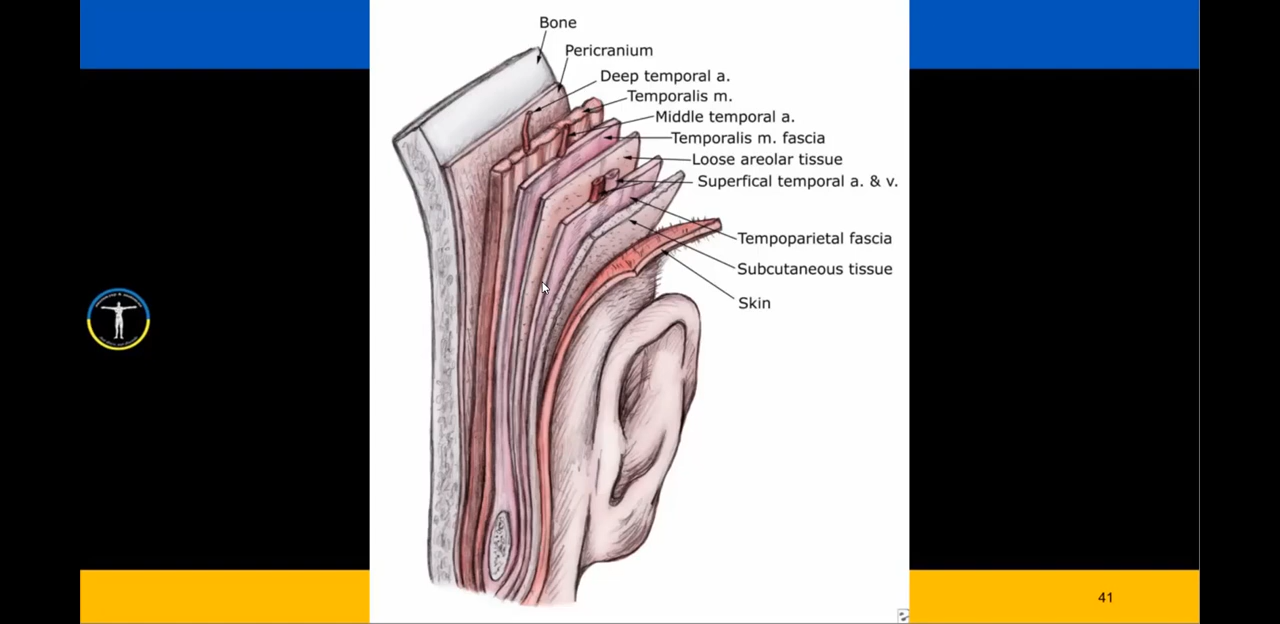 Bone
Pericranium
Deep temporal a.
Temporalis m.
Middle temporal a.
Temporalis m. fascia
Loose areolar tissue
Superfical temporal a. & v.
Tempoparietal fascia
Subcutaneous tissue
Skin
41